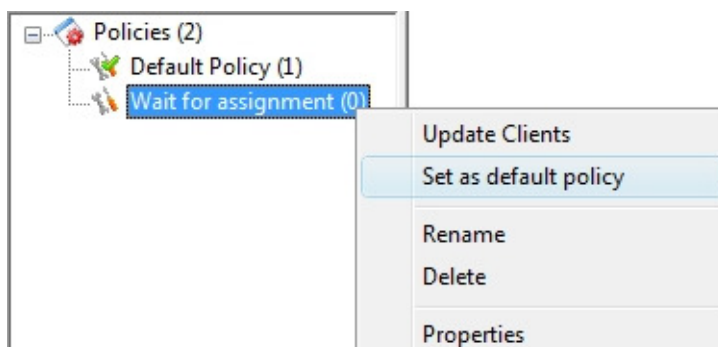 Policies (2)
Default Policy (1)
Wait for assignment (0)
Update Clients
Set as default policy
Rename
Delete
Properties